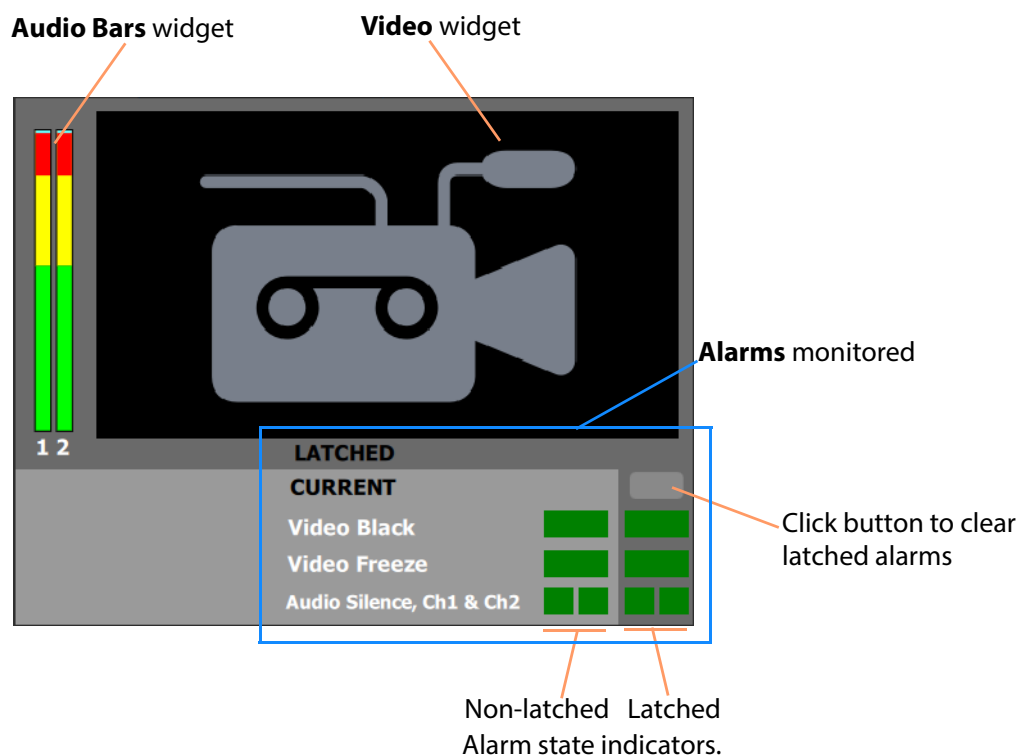 Audio Bars widget
Video widget
Alarms monitored
1 2
LATCHED
CURRENT
Video Black
Video Freeze
Audio Silence, Ch1 & Ch2
Click button to clear
latched alarms
Non-latched Latched
Alarm state indicators.